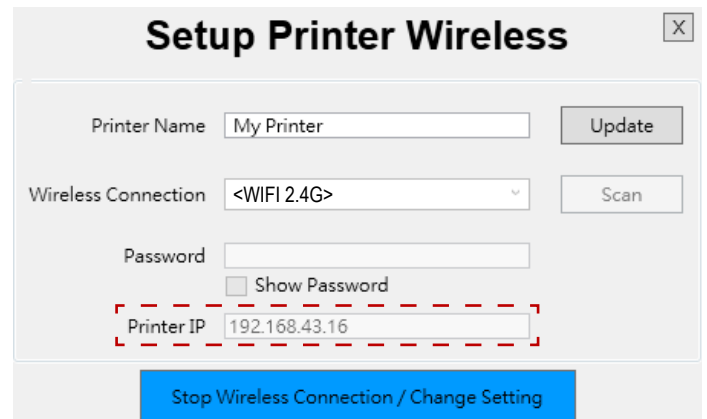 Setup Printer Wireless
X
Printer Name My Printer Update
Wireless Connection <WIFI 2.4G> Scan
Password
Show Password
Printer IP 192.168.43.16
Stop Wireless Connection / Change Setting